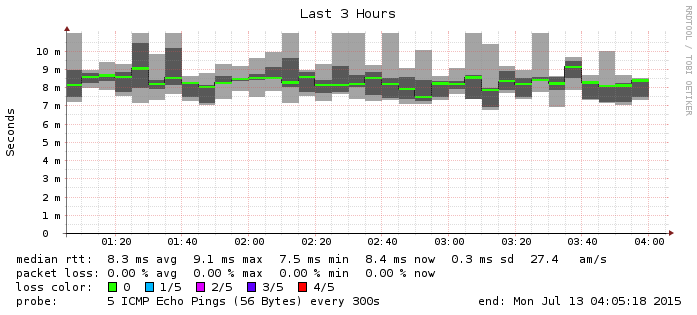 Last 3 Hours
RRDTOOL / TOBI OETIKER
Seconds
10 m
9 m
8 m
7 m
6 m
5 m
4 m
3 m
2 m
1 m
0
01:20 01:40 02:00 02:20 02:40 03:00 03:20 03:40 04:00
median rtt: 8.3 ms avg 9.1 ms max 7.5 ms min 8.4 ms now 0.3 ms sd 27.4 am/s
packet loss: 0.00 % avg 0.00 % max 0.00 % min 0.00 % now
loss color: 0 1/5 2/5 3/5 4/5
probe: 5 ICMP Echo Pings (56 Bytes) every 300s end: Mon Jul 13 04:05:18 2015